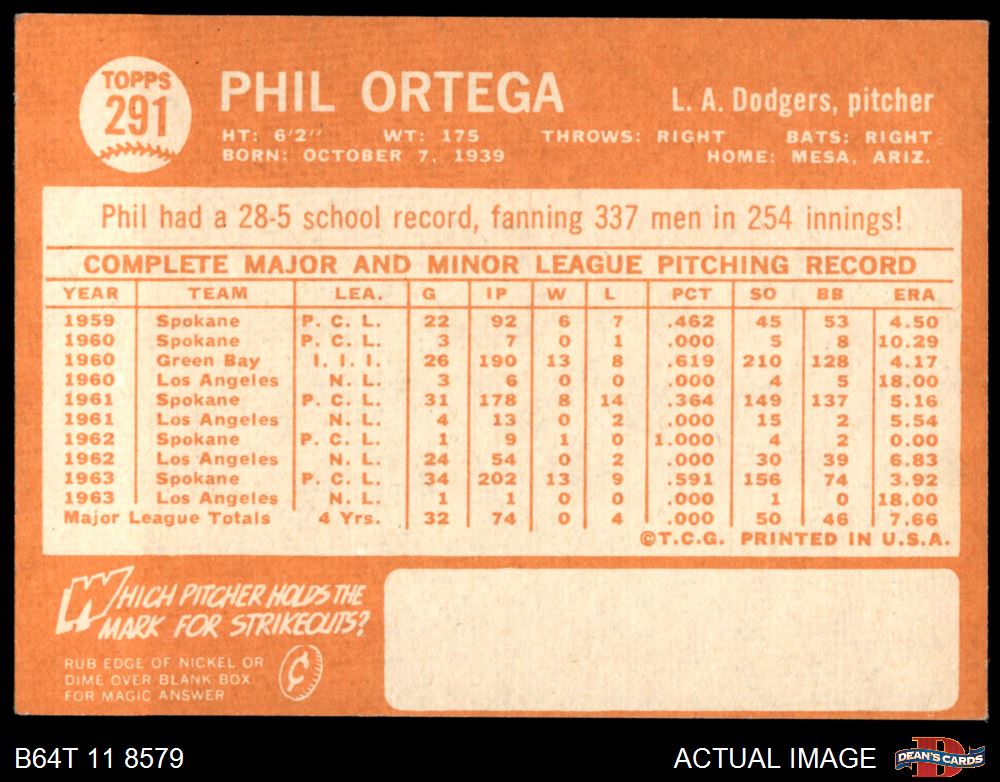 TOPPS
291
PHIL ORTEGA
L. A. Dodgers, pitcher
HT: 6'2" WT: 175 THROWS: RIGHT BATS: RIGHT
BORN: OCTOBER 7, 1939 HOME: MESA, ARIZ.
Phil had a 28-5 school record, fanning 337 men in 254 innings!
COMPLETE MAJOR AND MINOR LEAGUE PITCHING RECORD
YEAR TEAM LEA. G IP W L PCT SO BB ERA
1959 Spokane P. C. L. 22 92 6 7 .462 45 53 4.50
1960 Spokane P. C. L. 3 7 0 1 .000 5 8 10.29
1960 Green Bay I. I. I. 26 190 13 8 .619 210 128 4.17
1960 Los Angeles N. L. 3 6 0 0 .000 4 5 18.00
1961 Spokane P. C. L. 31 178 8 14 .364 149 137 5.16
1961 Los Angeles N. L. 4 13 0 2 .000 15 2 5.54
1962 Spokane P. C. L. 1 9 1 0 1.000 4 2 0.00
1962 Los Angeles N. L. 24 54 0 2 .000 30 39 6.83
1963 Spokane P. C. L. 34 202 13 9 .591 156 74 3.92
1963 Los Angeles N. L. 1 1 0 0 .000 1 0 18.00
Major League Totals 4 Yrs. 32 74 0 4 .000 50 46 7.66
©T.C.G. PRINTED IN U.S.A.
WHICH PITCHER HOLDS THE
MARK FOR STRIKEOUTS?
RUB EDGE OF NICKEL OR
DIME OVER BLANK BOX
FOR MAGIC ANSWER
¢
B64T 11 8579
ACTUAL IMAGE
D
DEAN'S CARDS